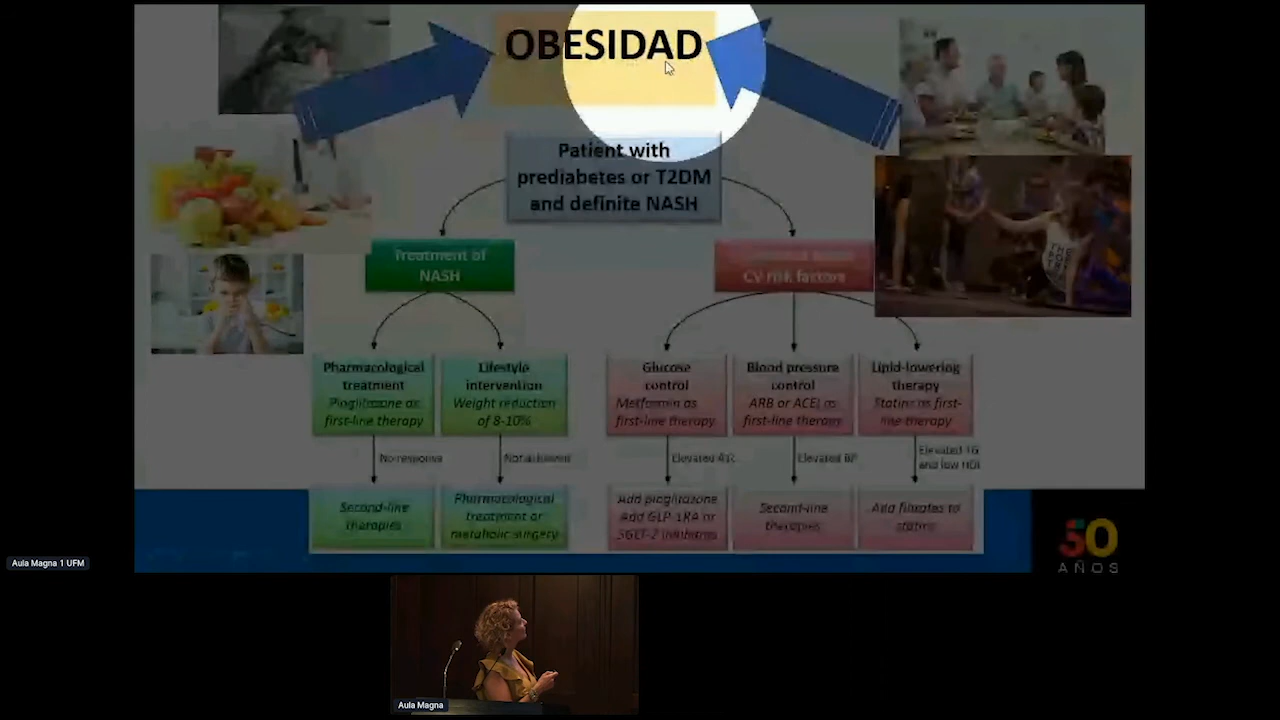 OBESIDAD
Patient with
prediabetes or T2DM
and definite NASH
Treatment of
NASH
CV risk factors
Pharmacological
treatment
Pioglitazone as
first-line therapy
Lifestyle
intervention
Weight reduction
of 8-10%
Glucose
control
Metformin as
first-line therapy
Blood pressure
control
ARB or ACEi as
first-line therapy
Lipid-lowering
therapy
Statins as first-
line therapy
No response
Not achieved
Elevated A1c
Elevated BP
Elevated TG
and low HDL
Second-line
therapies
Pharmacological
treatment or
metabolic surgery
Add pioglitazone
Add GLP-1RA or
SGLT-2 inhibitors
Second-line
therapies
Add fibrates to
statins
50
AÑOS
Aula Magna 1 UFM
Aula Magna